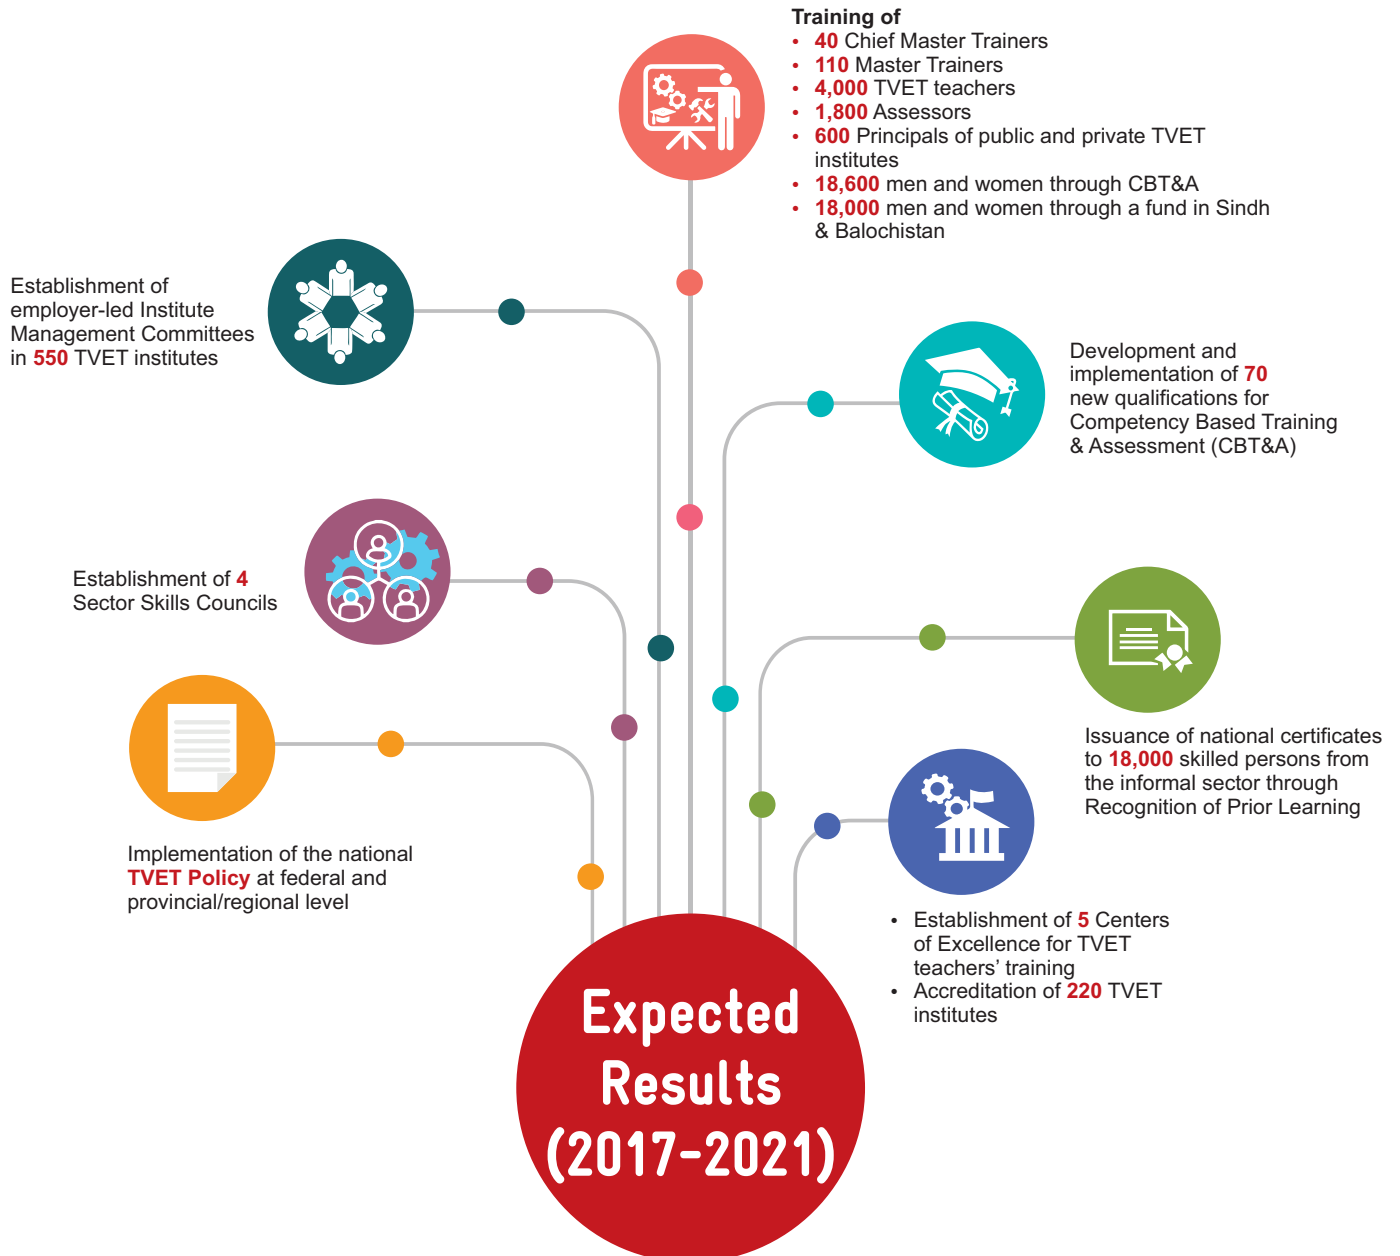 Training of
• 40 Chief Master Trainers
• 110 Master Trainers
• 4,000 TVET teachers
• 1,800 Assessors
• 600 Principals of public and private TVET
institutes
• 18,600 men and women through CBT&A
• 18,000 men and women through a fund in Sindh
& Balochistan
Establishment of
employer-led Institute
Management Committees
in 550 TVET institutes
Development and
implementation of 70
new qualifications for
Competency Based Training
& Assessment (CBT&A)
Establishment of 4
Sector Skills Councils
Issuance of national certificates
to 18,000 skilled persons from
the informal sector through
Recognition of Prior Learning
Implementation of the national
TVET Policy at federal and
provincial/regional level
• Establishment of 5 Centers
of Excellence for TVET
teachers’ training
• Accreditation of 220 TVET
institutes
Expected
Results
(2017-2021)